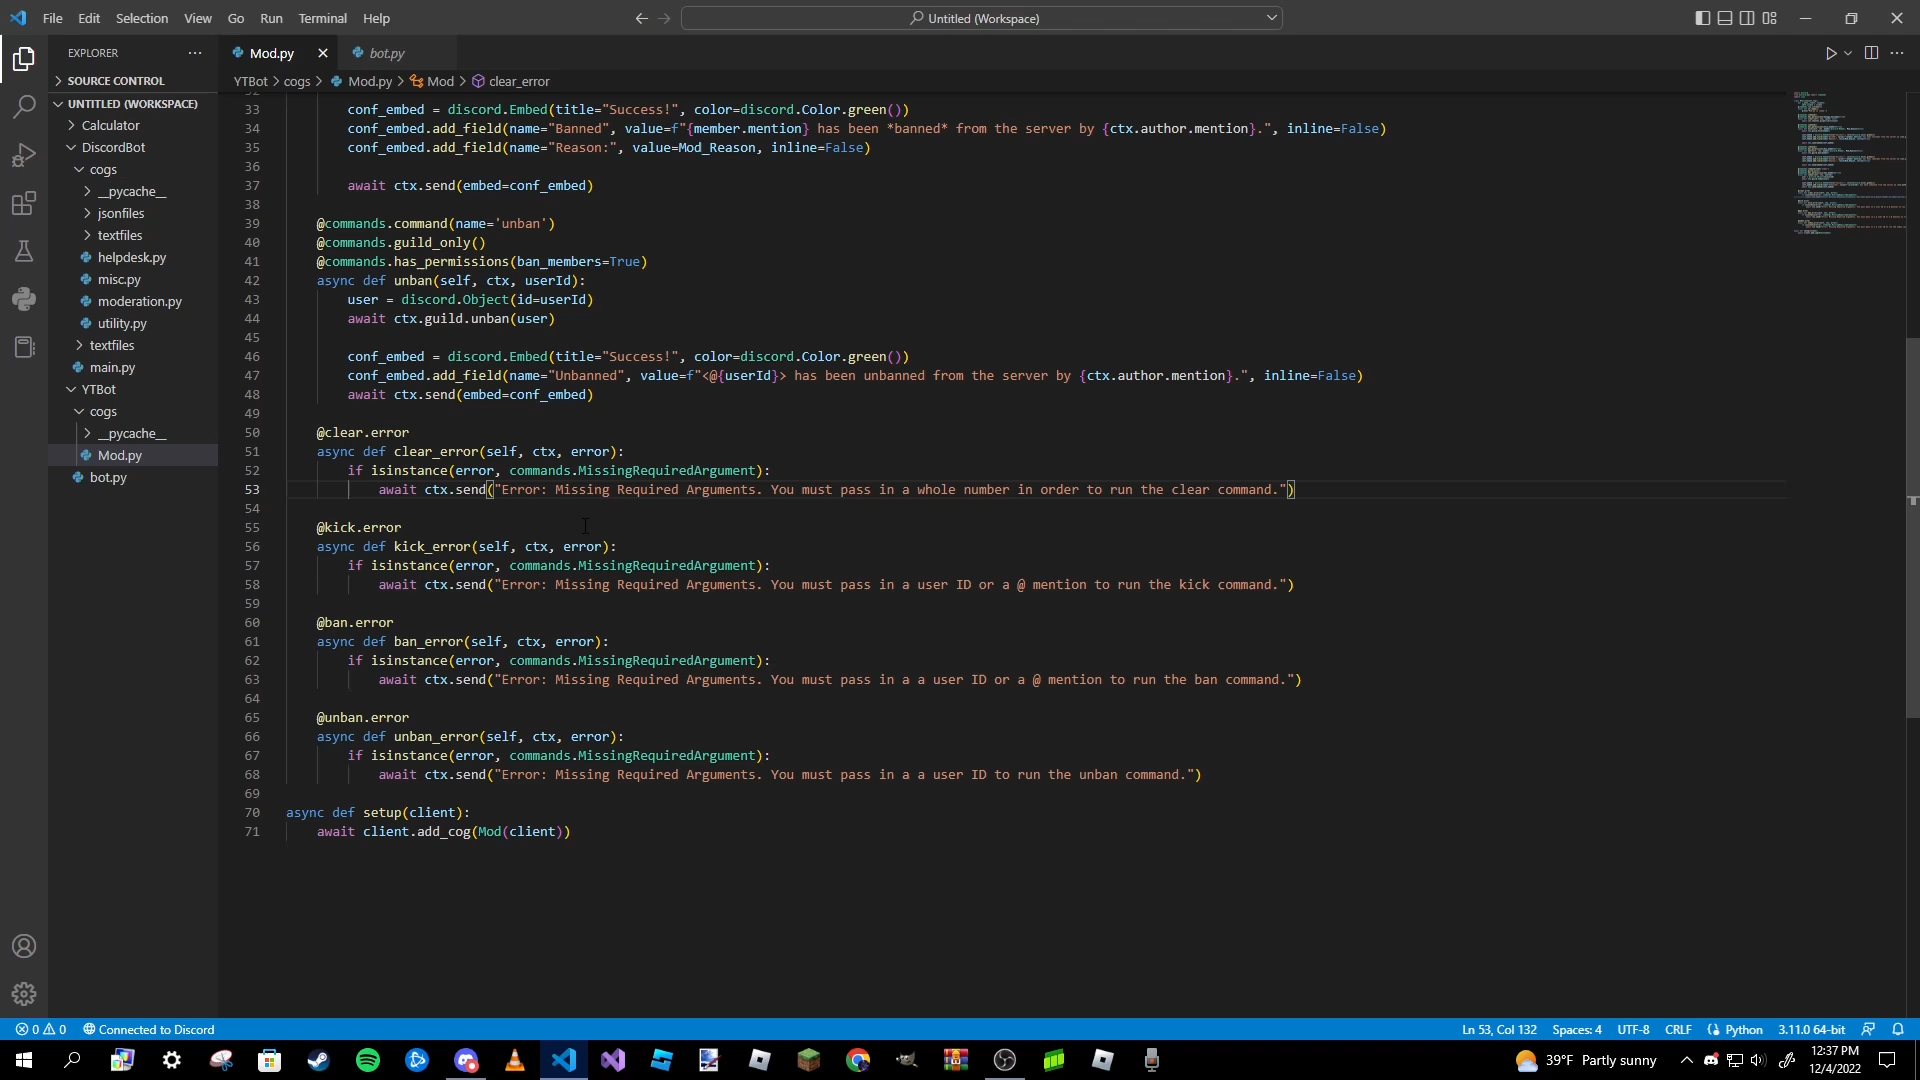 File Edit Selection View Go Run Terminal Help
Untitled (Workspace)
EXPLORER
SOURCE CONTROL
UNTITLED (WORKSPACE)
Calculator
DiscordBot
cogs
__pycache__
jsonfiles
textfiles
helpdesk.py
misc.py
moderation.py
utility.py
textfiles
main.py
YTBot
cogs
__pycache__
Mod.py
bot.py
Mod.py bot.py
YTBot > cogs > Mod.py > Mod > clear_error
33 conf_embed = discord.Embed(title="Success!", color=discord.Color.green())
34 conf_embed.add_field(name="Banned", value=f"{member.mention} has been *banned* from the server by {ctx.author.mention}.", inline=False)
35 conf_embed.add_field(name="Reason:", value=Mod_Reason, inline=False)
36
37 await ctx.send(embed=conf_embed)
38
39 @commands.command(name='unban')
40 @commands.guild_only()
41 @commands.has_permissions(ban_members=True)
42 async def unban(self, ctx, userId):
43 user = discord.Object(id=userId)
44 await ctx.guild.unban(user)
45
46 conf_embed = discord.Embed(title="Success!", color=discord.Color.green())
47 conf_embed.add_field(name="Unbanned", value=f"<@{userId}> has been unbanned from the server by {ctx.author.mention}.", inline=False)
48 await ctx.send(embed=conf_embed)
49
50 @clear.error
51 async def clear_error(self, ctx, error):
52 if isinstance(error, commands.MissingRequiredArgument):
53 await ctx.send("Error: Missing Required Arguments. You must pass in a whole number in order to run the clear command.")
54
55 @kick.error
56 async def kick_error(self, ctx, error):
57 if isinstance(error, commands.MissingRequiredArgument):
58 await ctx.send("Error: Missing Required Arguments. You must pass in a user ID or a @ mention to run the kick command.")
59
60 @ban.error
61 async def ban_error(self, ctx, error):
62 if isinstance(error, commands.MissingRequiredArgument):
63 await ctx.send("Error: Missing Required Arguments. You must pass in a a user ID or a @ mention to run the ban command.")
64
65 @unban.error
66 async def unban_error(self, ctx, error):
67 if isinstance(error, commands.MissingRequiredArgument):
68 await ctx.send("Error: Missing Required Arguments. You must pass in a a user ID to run the unban command.")
69
70 async def setup(client):
71 await client.add_cog(Mod(client))
0 0 Connected to Discord Ln 53, Col 132 Spaces: 4 UTF-8 CRLF Python 3.11.0 64-bit
39°F Partly sunny
12:37 PM
12/4/2022